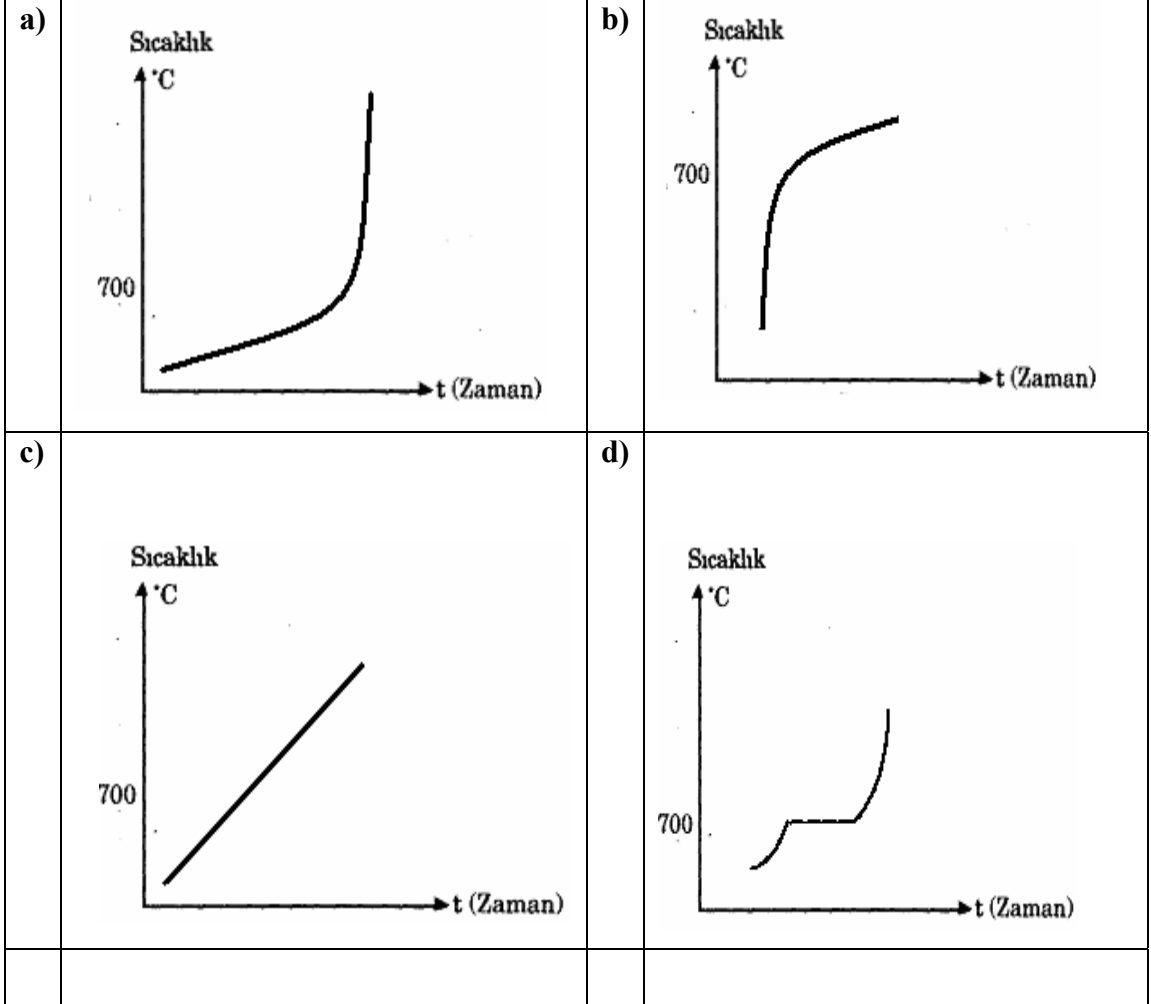 a)
Sıcaklık
°C
700
t (Zaman)
b)
Sıcaklık
°C
700
t (Zaman)
c)
Sıcaklık
°C
700
t (Zaman)
d)
Sıcaklık
°C
700
t (Zaman)